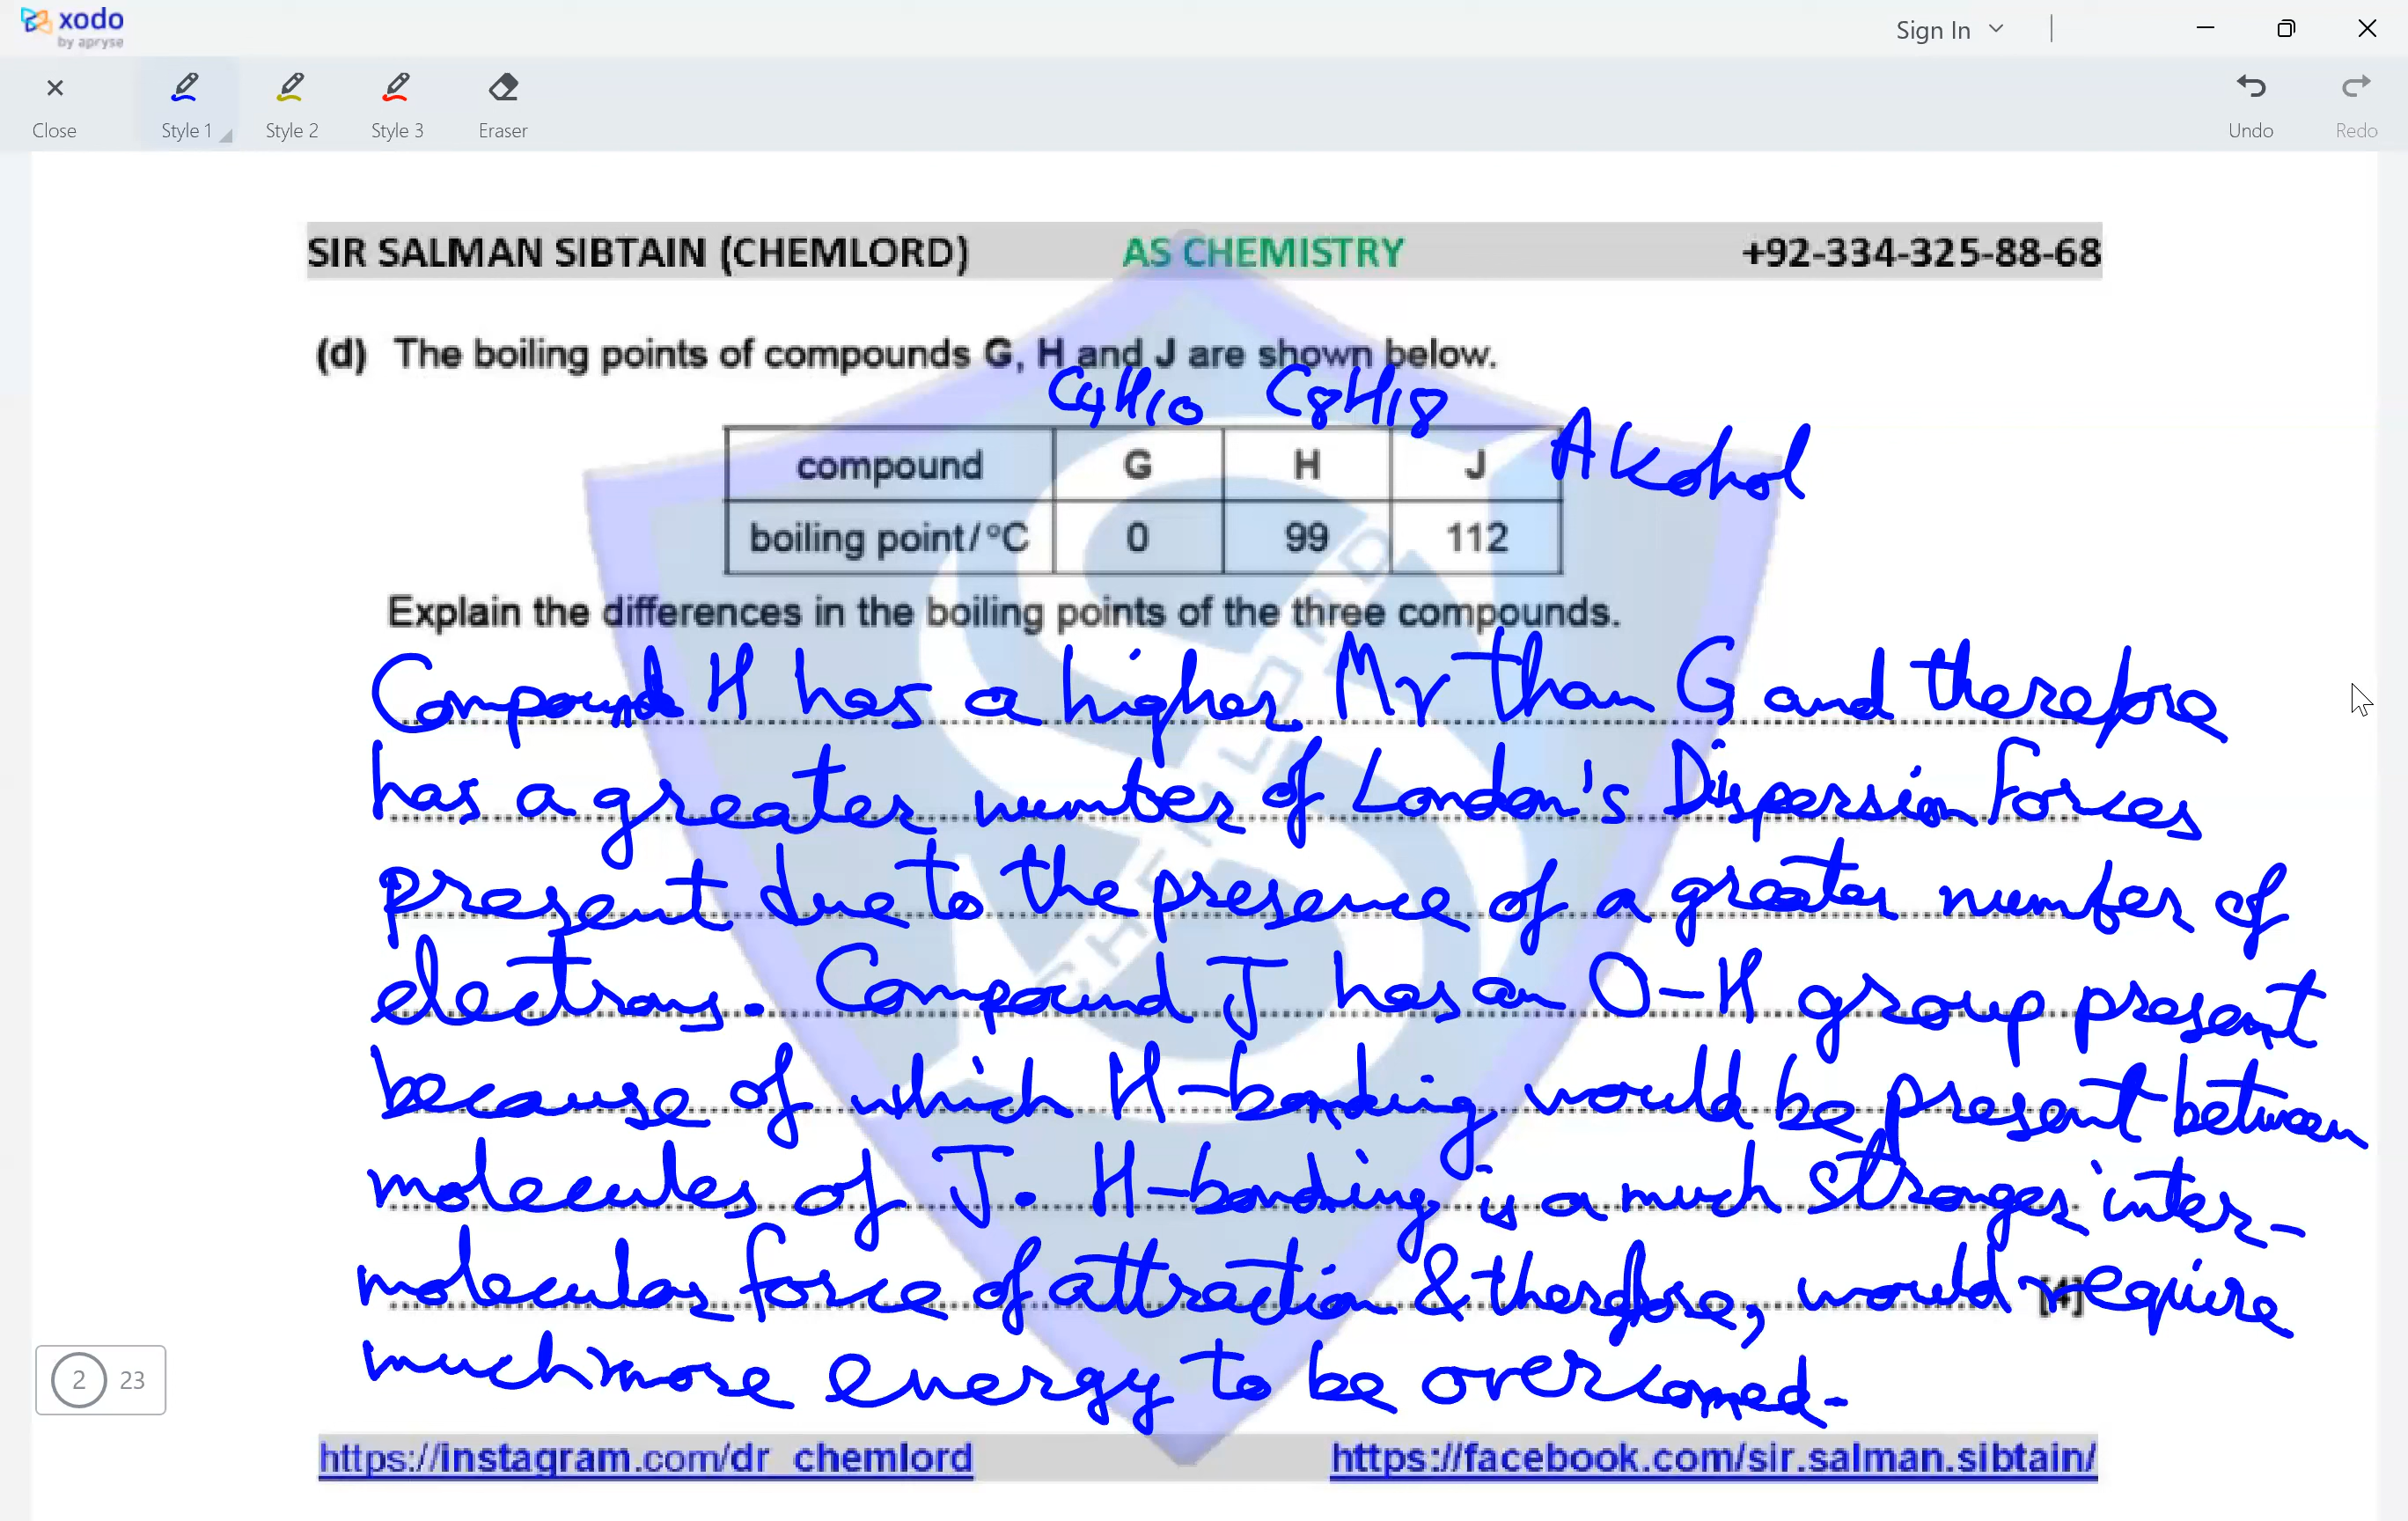 xodo
by apryse
Sign In
Close
Style 1
Style 2
Style 3
Eraser
Undo
Redo
SIR SALMAN SIBTAIN (CHEMLORD) AS CHEMISTRY +92-334-325-88-68
(d) The boiling points of compounds G, H and J are shown below.
C4H10 C8H18 Alcohol
compound G H J
boiling point/°C 0 99 112
Explain the differences in the boiling points of the three compounds.
Compound H has a higher Mr than G and therefore
has a greater number of London's Dispersion Forces
present due to the presence of a greater number of
electrons. Compound J has an O-H group present
because of which H-bonding would be present between
molecules of J. H-bonding is a much stronger inter-
molecular force of attraction & therefore, would require
[4]
much more energy to be overcomed.
CHEMLORD
2 23
https://instagram.com/dr_chemlord https://facebook.com/sir.salman.sibtain/